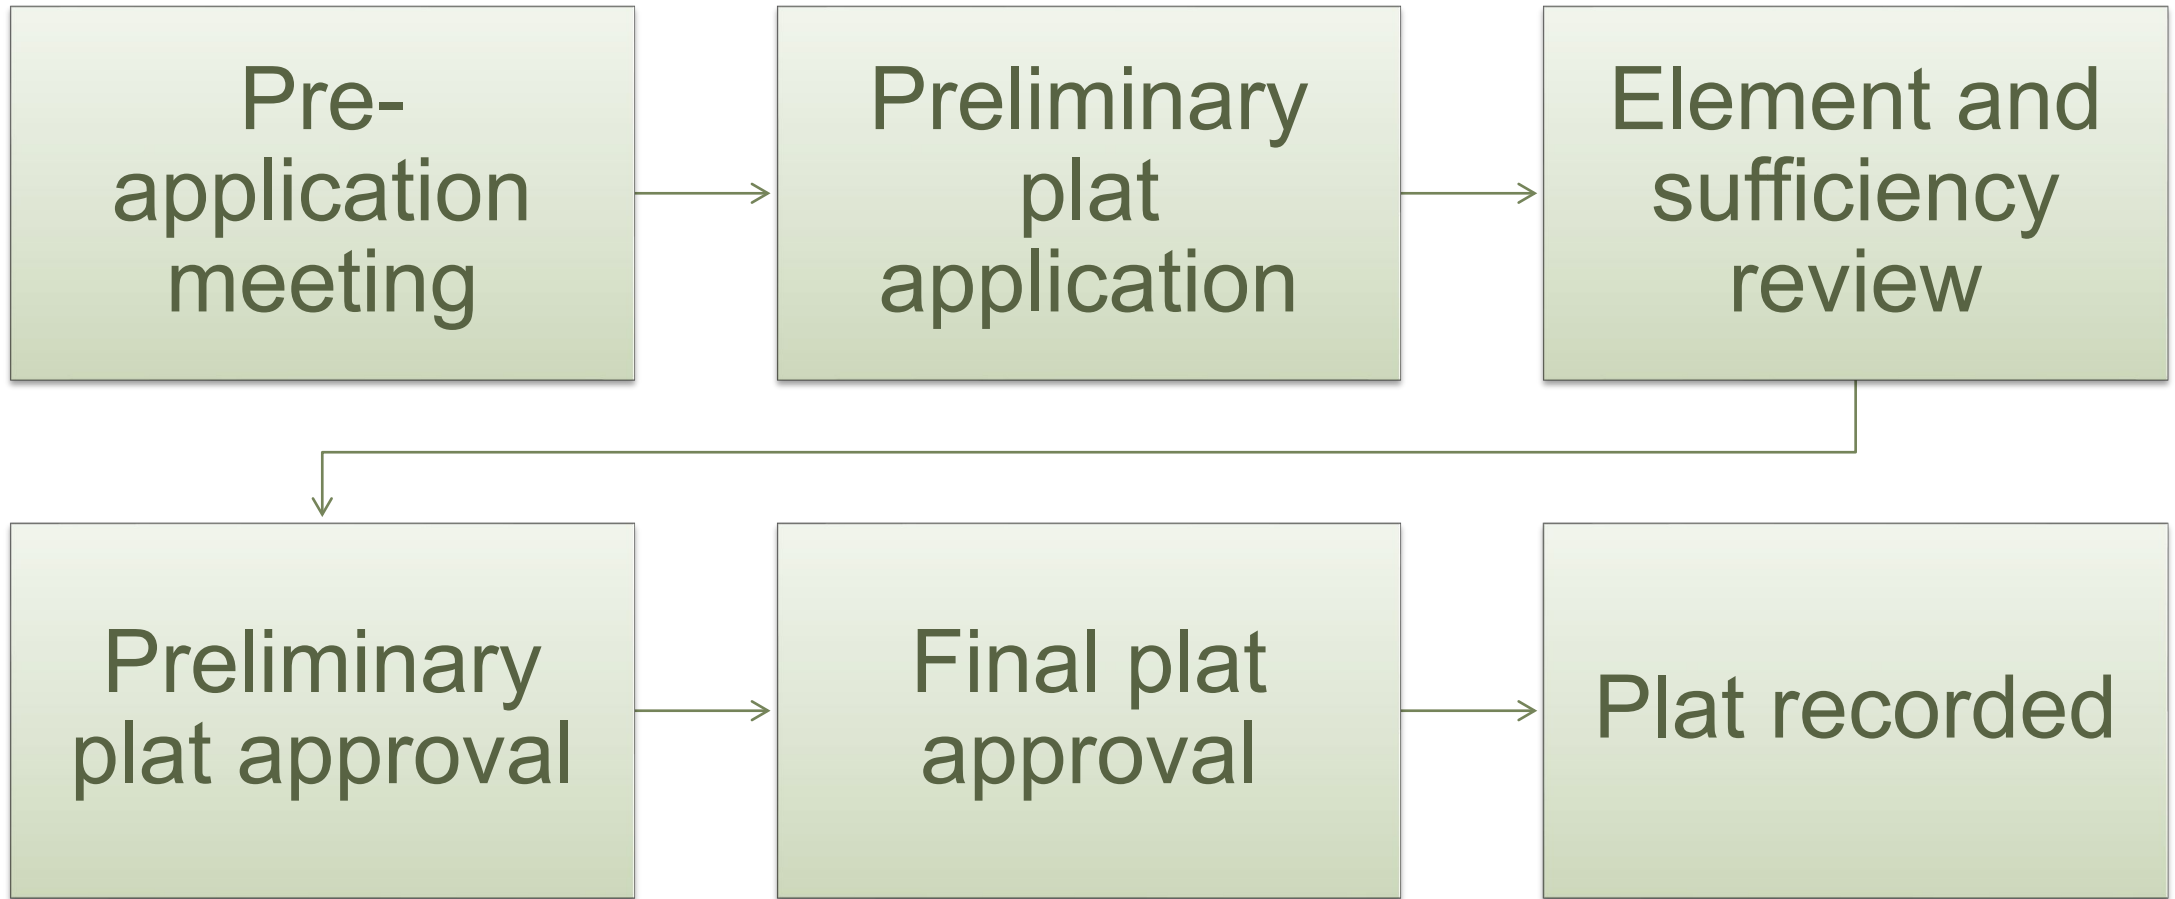 Pre-
application
meeting
Preliminary
plat
application
Element and
sufficiency
review
Preliminary
plat approval
Final plat
approval
Plat recorded